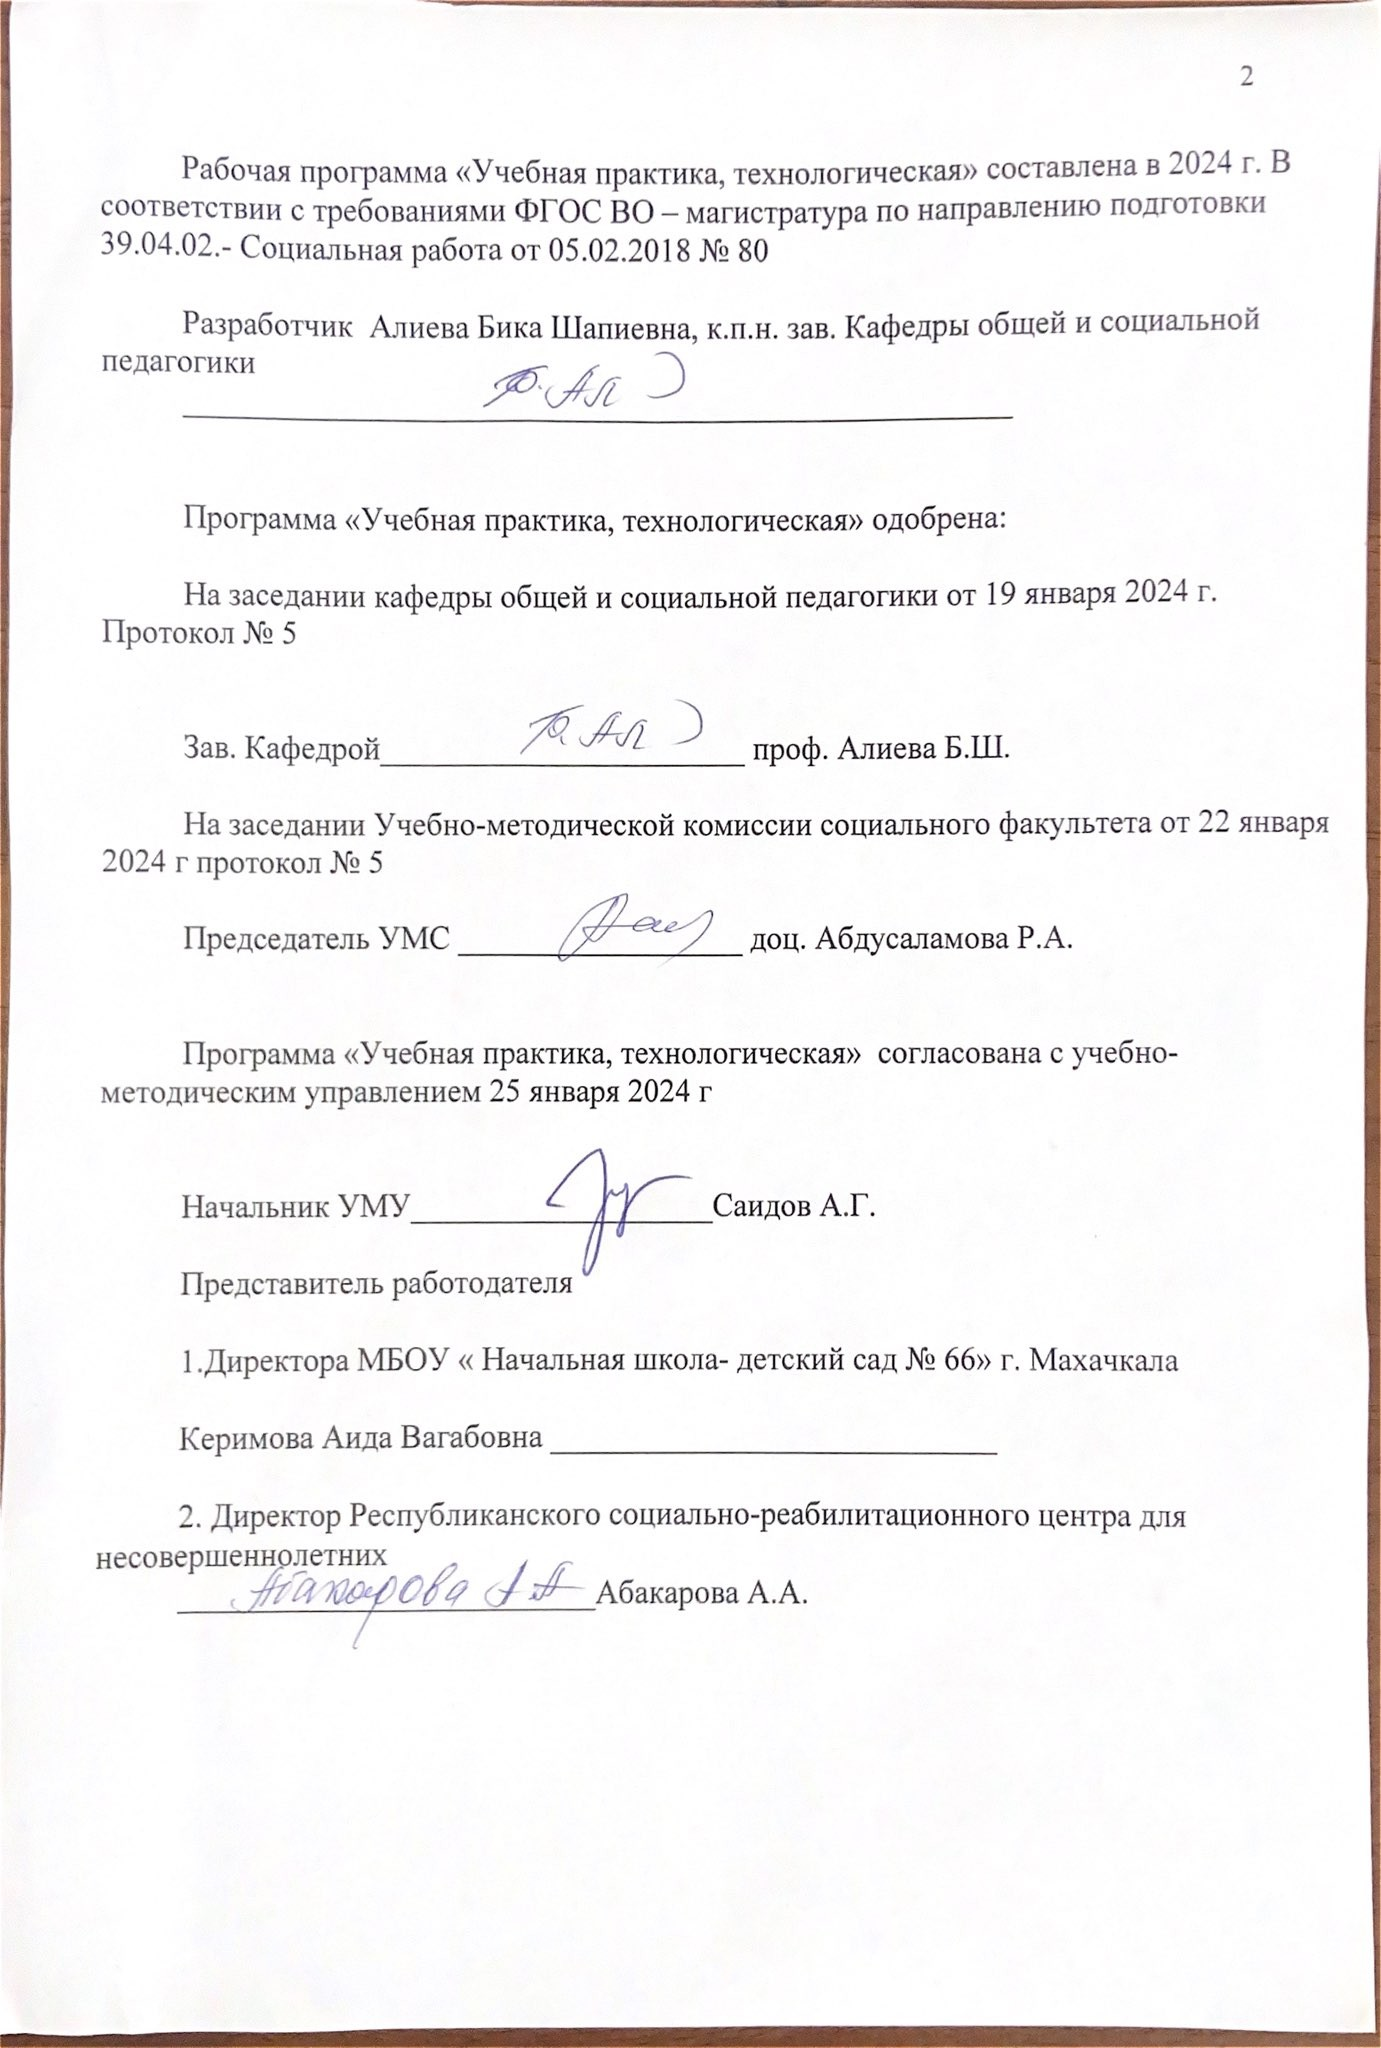 2
Рабочая программа «Учебная практика, технологическая» составлена в 2024 г. В
соответствии с требованиями ФГОС ВО – магистратура по направлению подготовки
39.04.02.- Социальная работа от 05.02.2018 № 80
Разработчик  Алиева Бика Шапиевна, к.п.н. зав. Кафедры общей и социальной
педагогики
Программа «Учебная практика, технологическая» одобрена:
На заседании кафедры общей и социальной педагогики от 19 января 2024 г.
Протокол № 5
Зав. Кафедрой______________________ проф. Алиева Б.Ш.
На заседании Учебно-методической комиссии социального факультета от 22 января
2024 г протокол № 5
Председатель УМС _________________ доц. Абдусаламова Р.А.
Программа «Учебная практика, технологическая»  согласована с учебно-
методическим управлением 25 января 2024 г
Начальник УМУ__________________Саидов А.Г.
Представитель работодателя
1.Директора МБОУ « Начальная школа- детский сад № 66» г. Махачкала
Керимова Аида Вагабовна ___________________________
2. Директор Республиканского социально-реабилитационного центра для
несовершеннолетних
Абакарова А А Абакарова А.А.